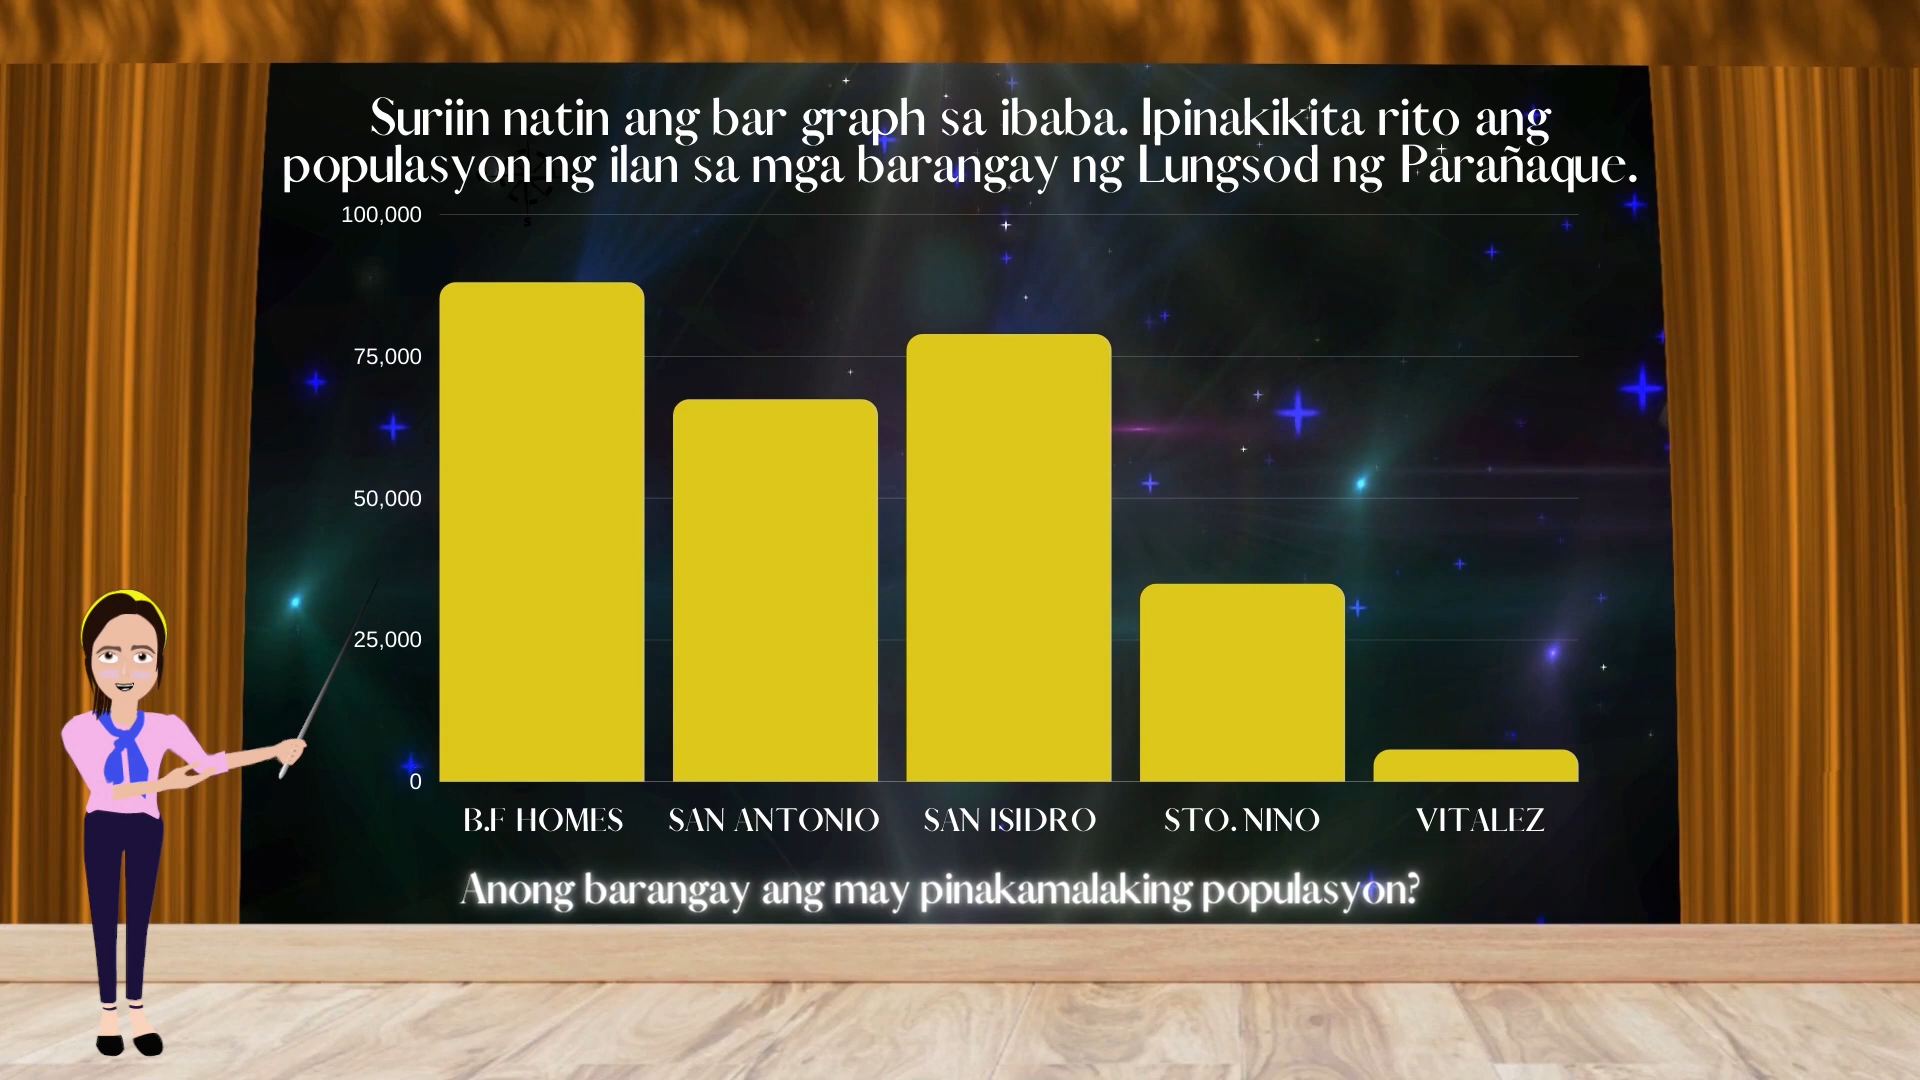 Suriin natin ang bar graph sa ibaba. Ipinakikita rito ang
populasyon ng ilan sa mga barangay ng Lungsod ng Parañaque.
S
100,000
75,000
50,000
25,000
0
B.F HOMES SAN ANTONIO SAN ISIDRO STO. NINO VITALEZ
Anong barangay ang may pinakamalaking populasyon?